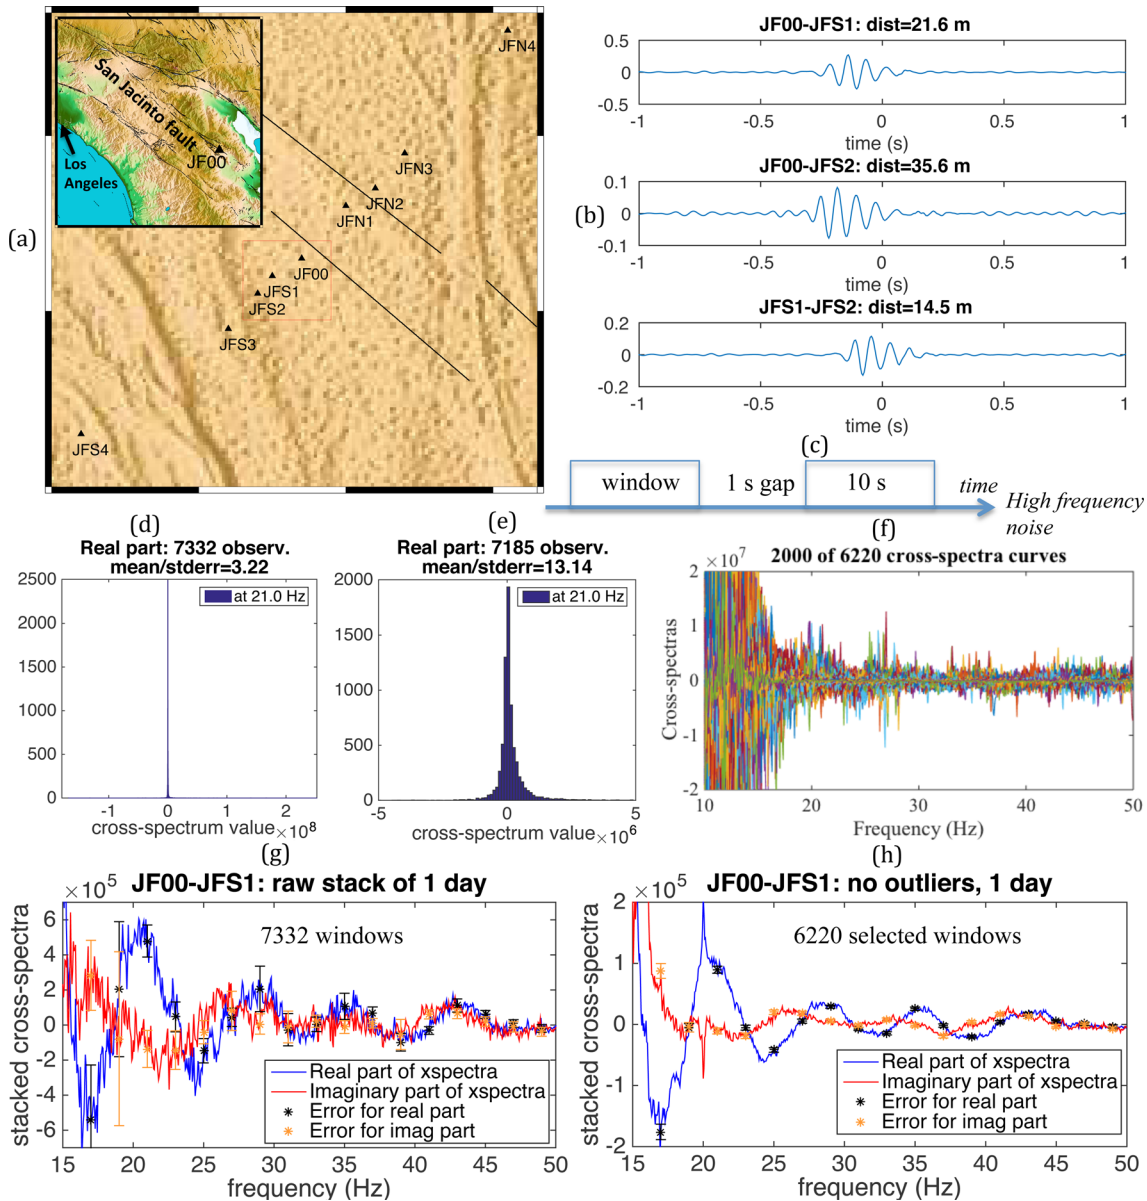 (a)
San Jacinto fault
JF00
Los
Angeles
JFN4
JFN3
JFN2
JFN1
JF00
JFS1
JFS2
JFS3
JFS4
(b)
JF00-JFS1: dist=21.6 m
0.5
0
-0.5
-1 -0.5 0 0.5 1
time (s)
JF00-JFS2: dist=35.6 m
0.1
0
-0.1
-1 -0.5 0 0.5 1
time (s)
JFS1-JFS2: dist=14.5 m
0.2
0
-0.2
-1 -0.5 0 0.5 1
time (s)
(c)
window 1 s gap 10 s time
High frequency
noise
(d)
Real part: 7332 observ.
mean/stderr=3.22
at 21.0 Hz
2500
2000
1500
1000
500
0
-1 0 1 2
cross-spectrum value ×10^8
(e)
Real part: 7185 observ.
mean/stderr=13.14
at 21.0 Hz
2000
1500
1000
500
0
-5 0 5
cross-spectrum value ×10^6
(f)
2000 of 6220 cross-spectra curves
×10^7
2
1
0
-1
-2
Cross-spectras
10 20 30 40 50
Frequency (Hz)
(g)
JF00-JFS1: raw stack of 1 day
×10^5
7332 windows
6
4
2
0
-2
-4
-6
stacked cross-spectra
Real part of xspectra
Imaginary part of xspectra
Error for real part
Error for imag part
15 20 25 30 35 40 45 50
frequency (Hz)
(h)
JF00-JFS1: no outliers, 1 day
×10^5
6220 selected windows
2
1
0
-1
-2
stacked cross-spectra
Real part of xspectra
Imaginary part of xspectra
Error for real part
Error for imag part
15 20 25 30 35 40 45 50
frequency (Hz)